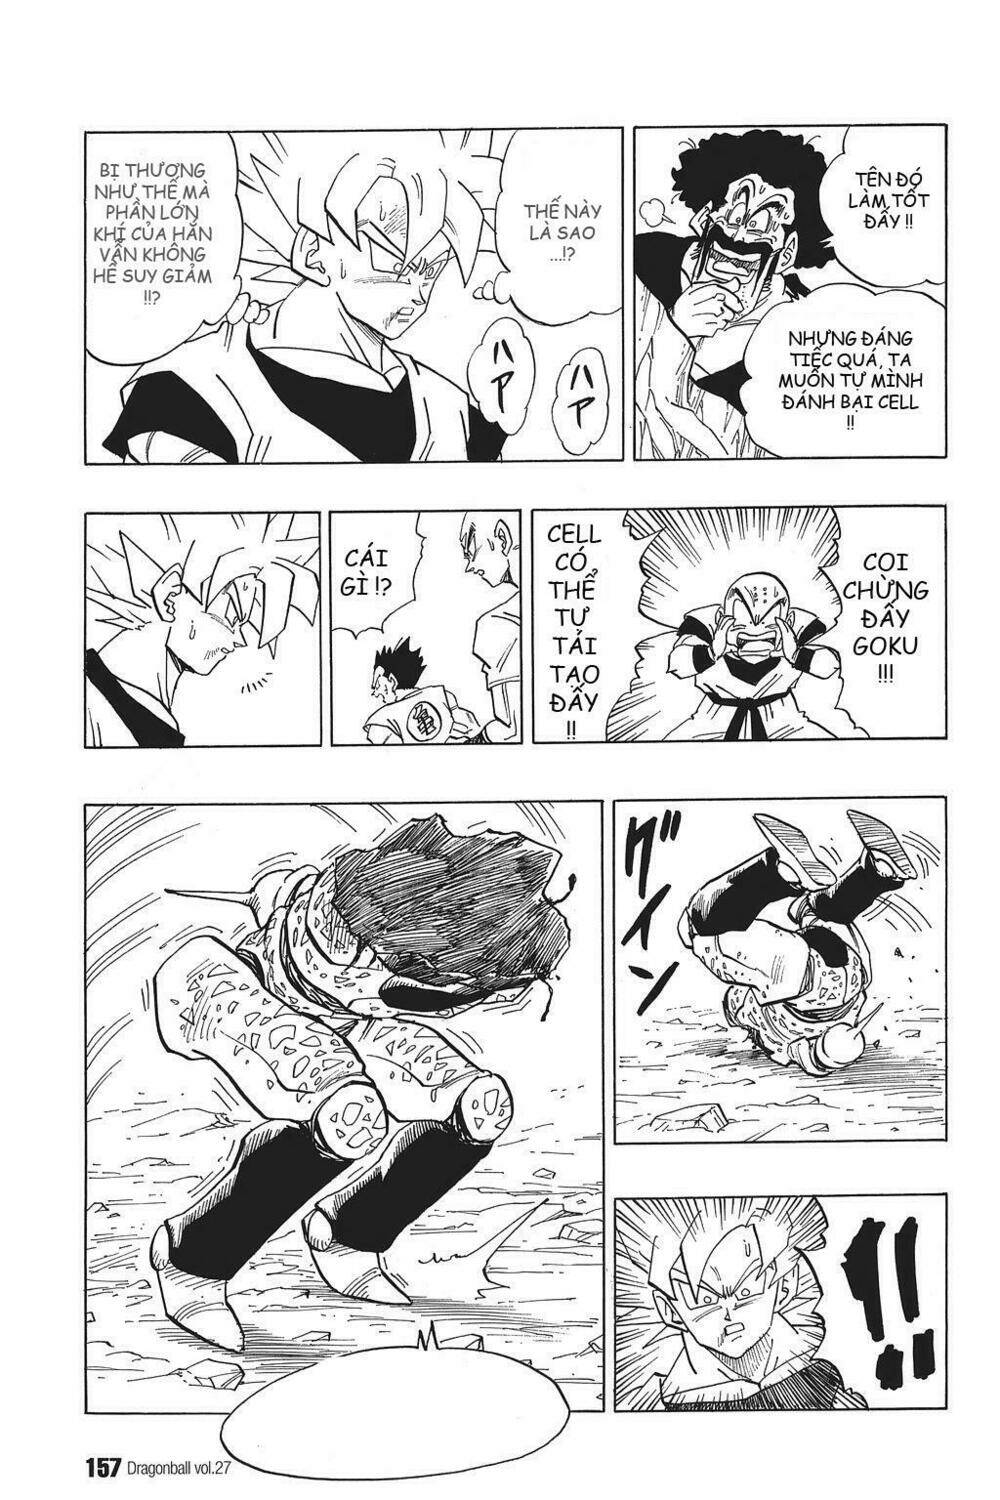 TÊN ĐÓ
LÀM TỐT
ĐẤY !!
NHƯNG ĐÁNG
TIẾC QUÁ, TA
MUỐN TỰ MÌNH
ĐÁNH BẠI CELL
!!
THẾ NÀY
LÀ SAO
...!?
ハァ
ハァ
BỊ THƯƠNG
NHƯ THẾ MÀ
PHẦN LỚN
KHÍ CỦA HẮN
VẪN KHÔNG
HỀ SUY GIẢM
!!?
COI
CHỪNG
ĐẤY
GOKU
!!!
CELL
CÓ
THỂ
TỰ
TÁI
TẠO
ĐẤY
!!
CÁI
GÌ !?
グイン
!!
157 Dragonball vol.27